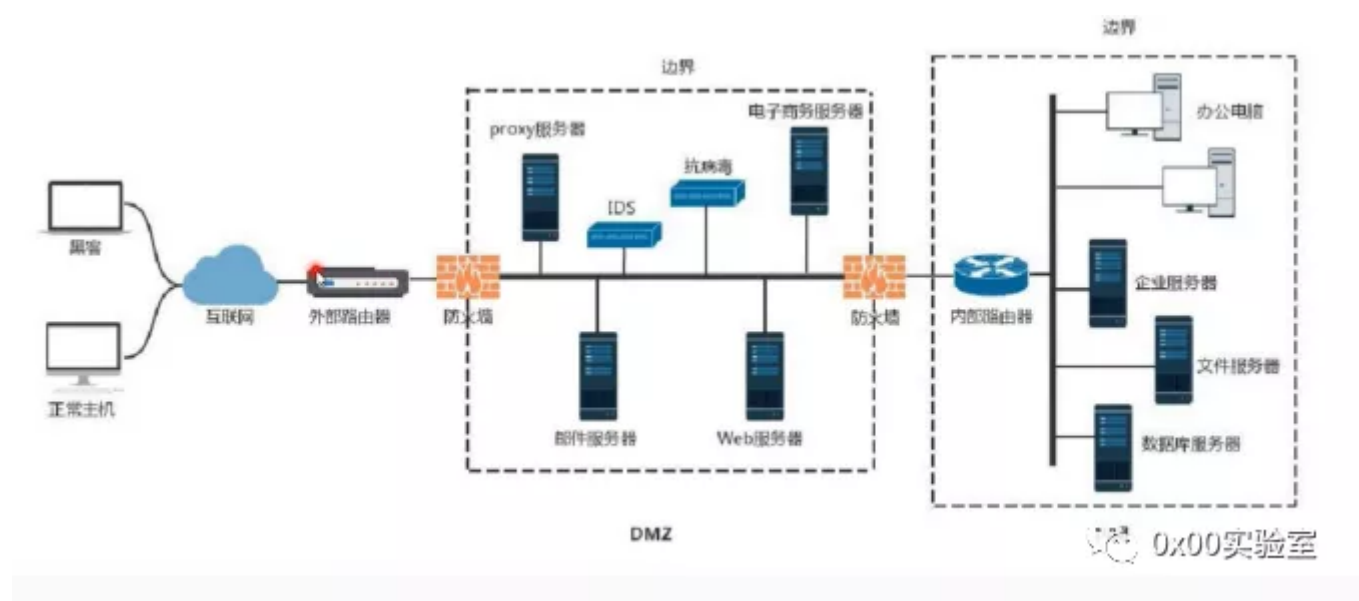 边界
边界
proxy服务器
电子商务服务器
办公电脑
抗病毒
IDS
黑客
互联网
外部路由器
防火墙
防火墙
内部路由器
企业服务器
文件服务器
正常主机
邮件服务器
Web服务器
数据库服务器
DMZ
0x00实验室